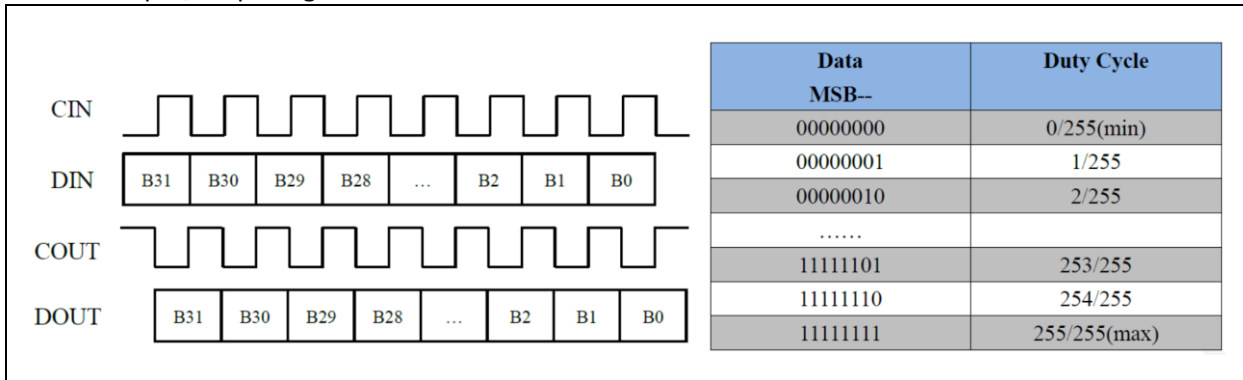 CIN
DIN B31 B30 B29 B28 ... B2 B1 B0
COUT
DOUT B31 B30 B29 B28 ... B2 B1 B0
Data Duty Cycle
MSB--
00000000 0/255(min)
00000001 1/255
00000010 2/255
……
11111101 253/255
11111110 254/255
11111111 255/255(max)